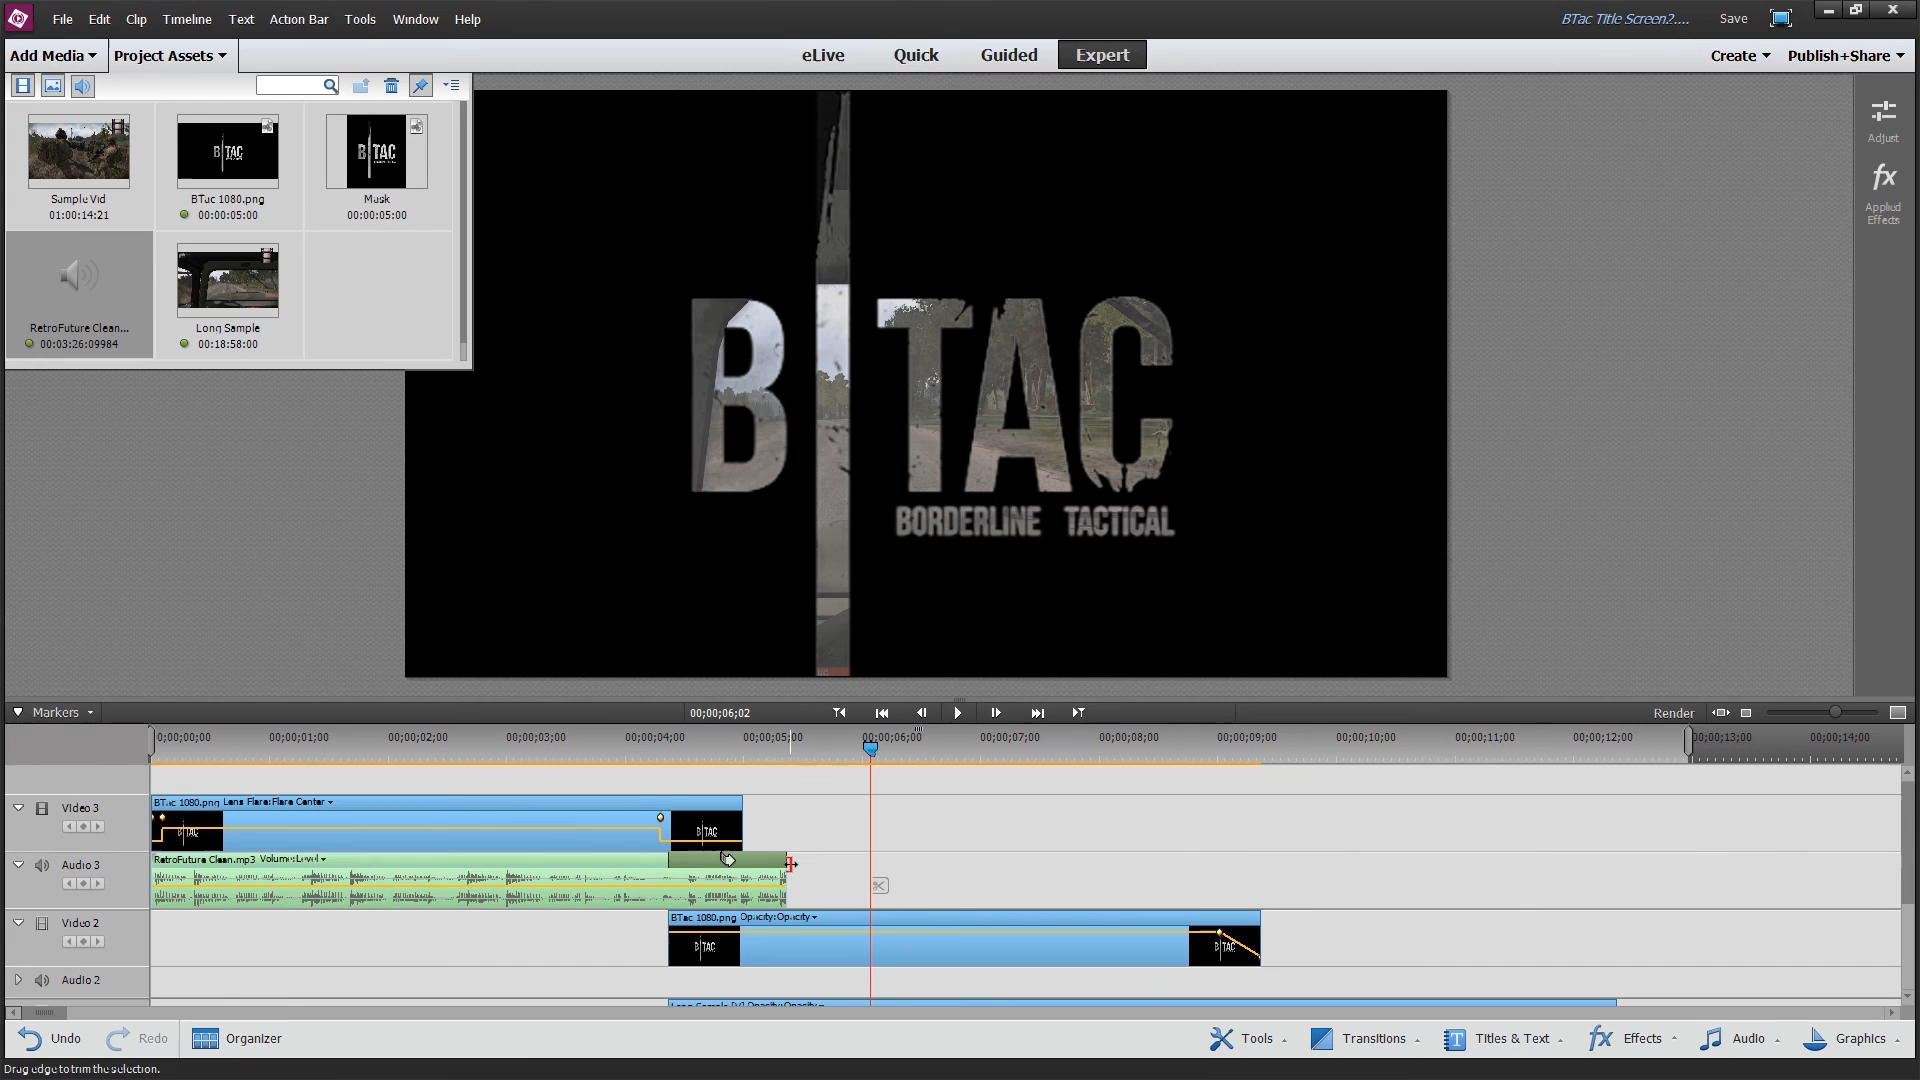 File Edit Clip Timeline Text Action Bar Tools Window Help
BTac Title Screen2.... Save
Add Media Project Assets
eLive Quick Guided Expert
Create Publish+Share
Sample Vid
01:00:14:21
BTac 1080.png
00:00:05:00
Mask
00:00:05:00
RetroFuture Clean...
00:03:26:09984
Long Sample
00:18:58:00
B TAC
BORDERLINE TACTICAL
Adjust
fx
Applied
Effects
Markers
00;00;06;02
Render
0;00;00;00 00;00;01;00 00;00;02;00 00;00;03;00 00;00;04;00 00;00;05;00 00;00;06;00 00;00;07;00 00;00;08;00 00;00;09;00 00;00;10;00 00;00;11;00 00;00;12;00 00;00;13;00 00;00;14;00
Video 3
BTac 1080.png Lens Flare:Flare Center
Audio 3
RetroFuture Clean.mp3 Volume:Level
Video 2
BTac 1080.png Opacity:Opacity
Audio 2
Long Sample [V] Opacity:Opacity
Undo Redo Organizer
Tools Transitions Titles & Text fx Effects Audio Graphics
Drag edge to trim the selection.